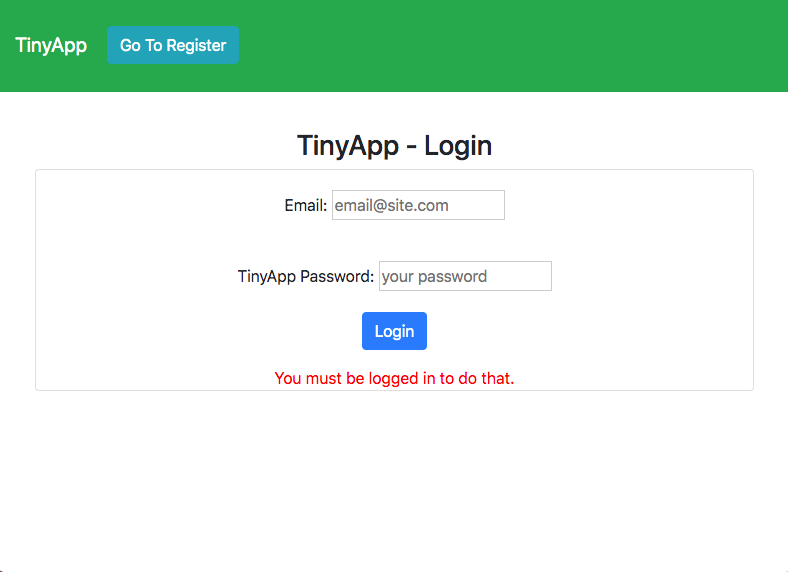 TinyApp Go To Register
TinyApp - Login
Email: email@site.com
TinyApp Password: your password
Login
You must be logged in to do that.